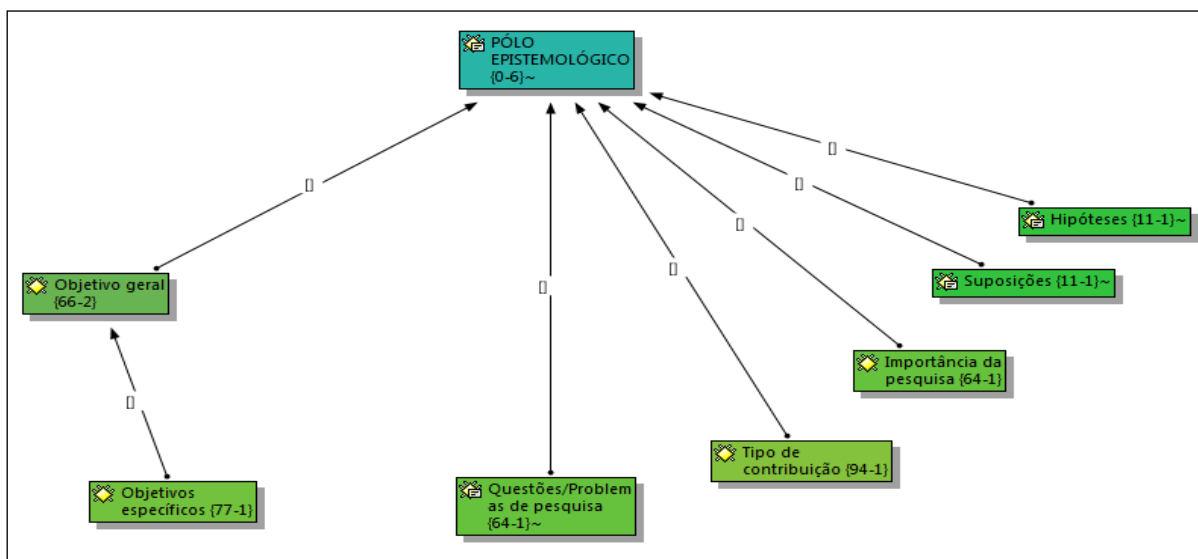 PÓLO
EPISTEMOLÓGICO
{0-6}~
[]
[]
[]
[]
[]
[]
[]
Hipóteses {11-1}~
Suposições {11-1}~
Objetivo geral
{66-2}
Importância da
pesquisa {64-1}
Tipo de
contribuição {94-1}
Questões/Problem
as de pesquisa
{64-1}~
Objetivos
específicos {77-1}